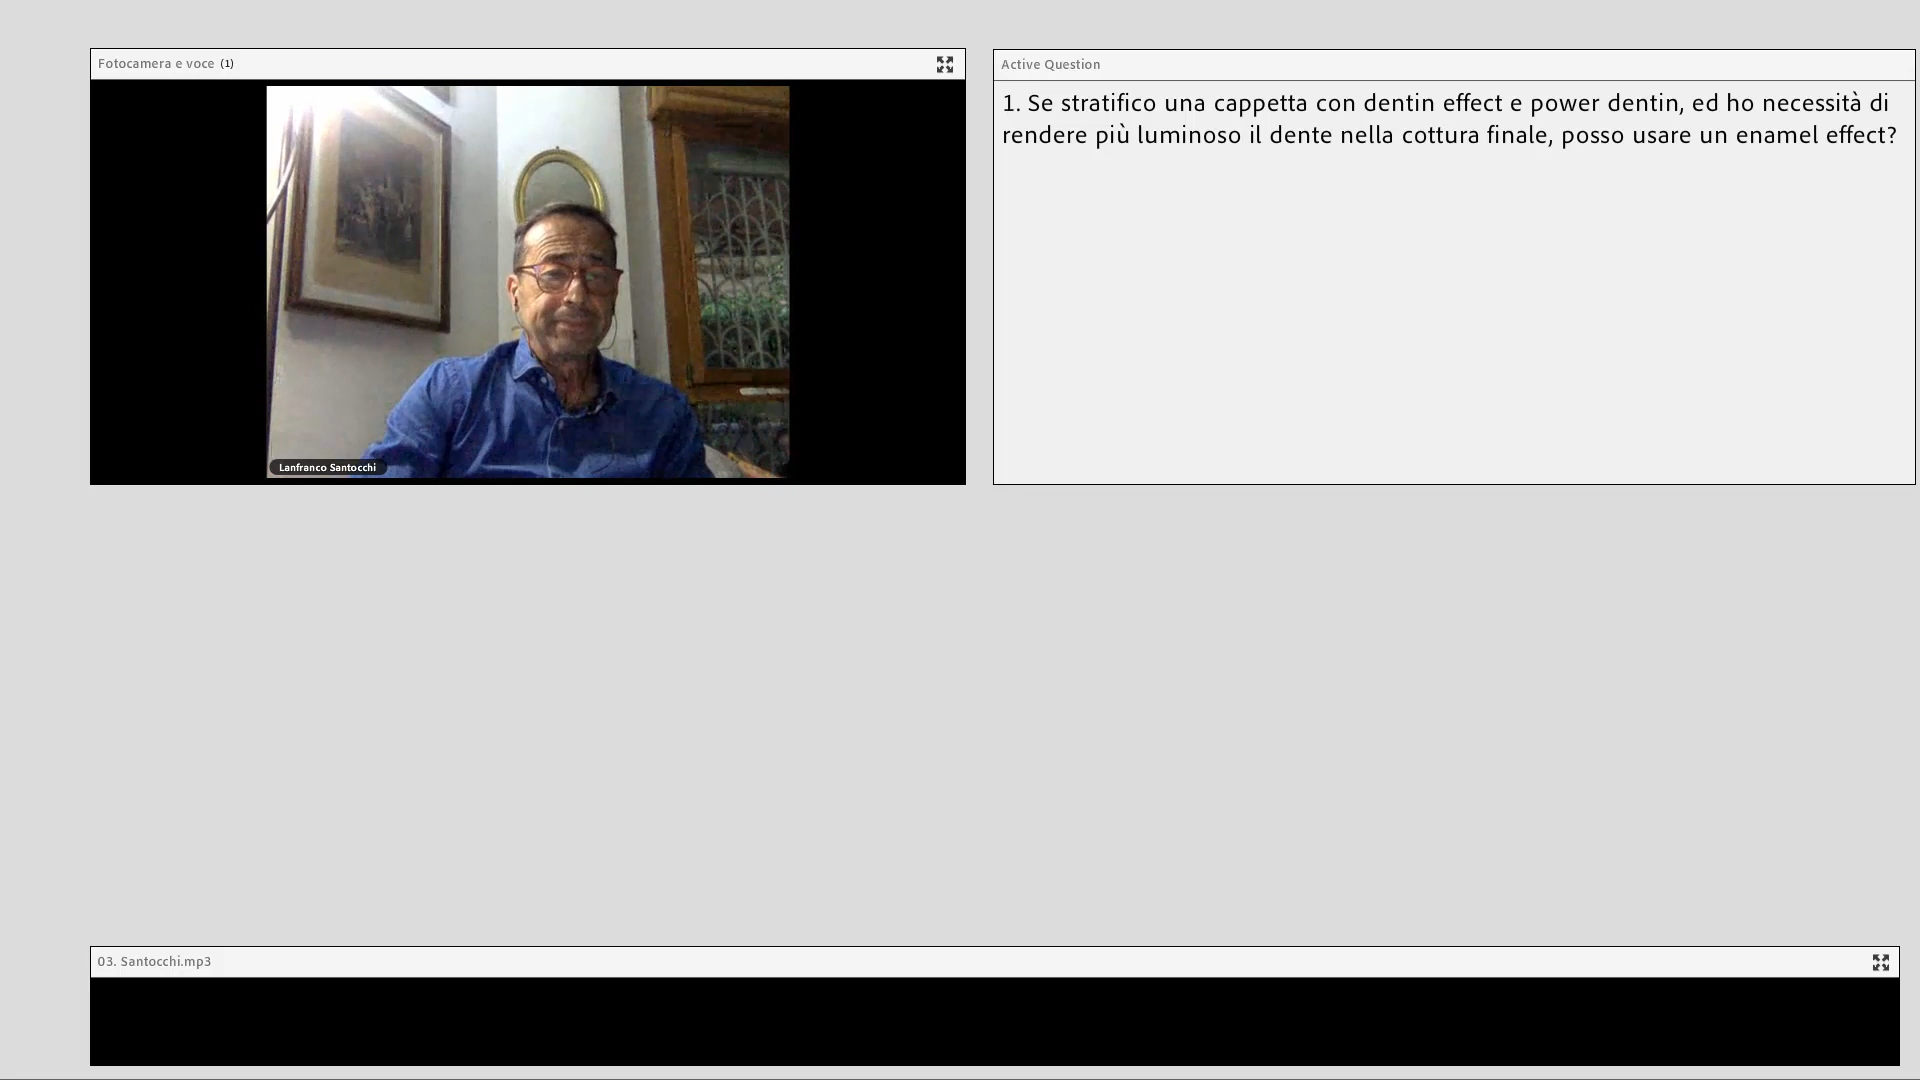 Fotocamera e voce (1)
Active Question
1. Se stratifico una cappetta con dentin effect e power dentin, ed ho necessità di
rendere più luminoso il dente nella cottura finale, posso usare un enamel effect?
Lanfranco Santocchi
03. Santocchi.mp3